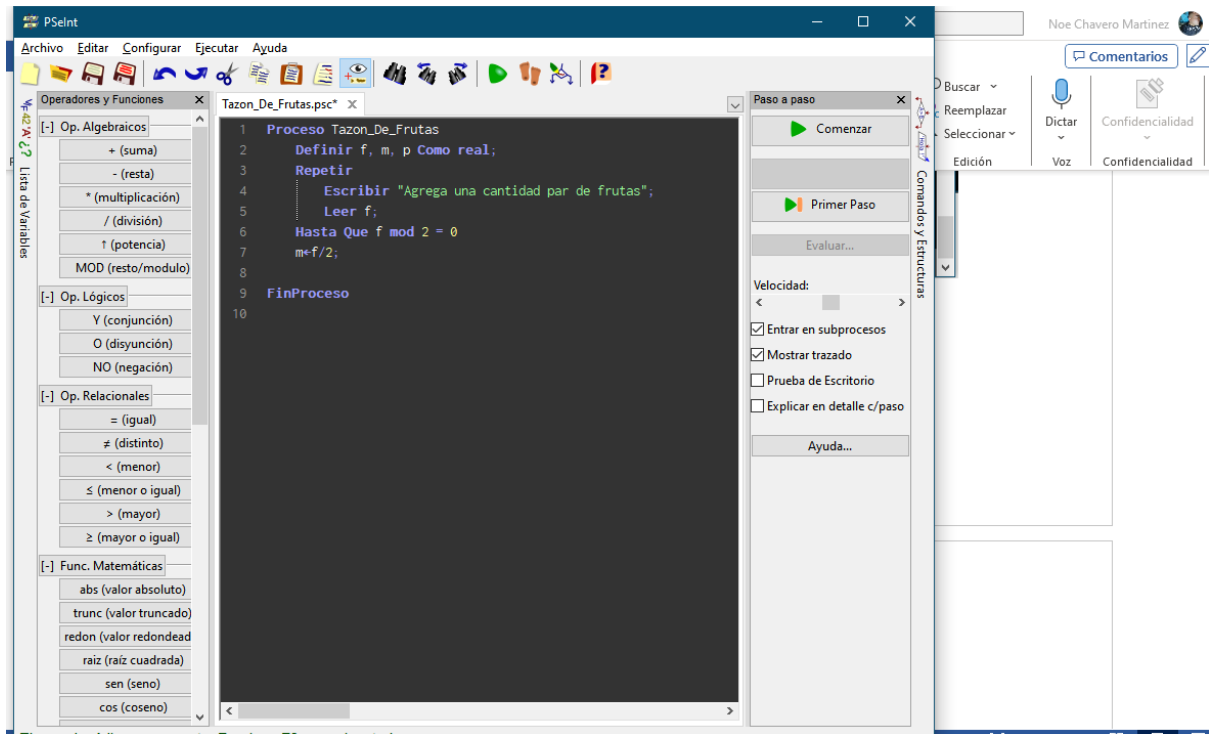 PSeInt
Noe Chavero Martinez
Archivo Editar Configurar Ejecutar Ayuda
Comentarios
Buscar
Reemplazar
Seleccionar
Edición
Dictar
Voz
Confidencialidad
Confidencialidad
Lista de Variables
Operadores y Funciones X
[-] Op. Algebraicos
+ (suma)
- (resta)
* (multiplicación)
/ (división)
↑ (potencia)
MOD (resto/modulo)
[-] Op. Lógicos
Y (conjunción)
O (disyunción)
NO (negación)
[-] Op. Relacionales
= (igual)
≠ (distinto)
< (menor)
≤ (menor o igual)
> (mayor)
≥ (mayor o igual)
[-] Func. Matemáticas
abs (valor absoluto)
trunc (valor truncado)
redon (valor redondead
raiz (raíz cuadrada)
sen (seno)
cos (coseno)
Tazon_De_Frutas.psc* X
1 Proceso Tazon_De_Frutas
2 Definir f, m, p Como real;
3 Repetir
4 Escribir "Agrega una cantidad par de frutas";
5 Leer f;
6 Hasta Que f mod 2 = 0
7 m←f/2;
8
9 FinProceso
10
Paso a paso X
Comenzar
Primer Paso
Evaluar...
Velocidad:
Entrar en subprocesos
Mostrar trazado
Prueba de Escritorio
Explicar en detalle c/paso
Ayuda...
Comandos y Estructuras